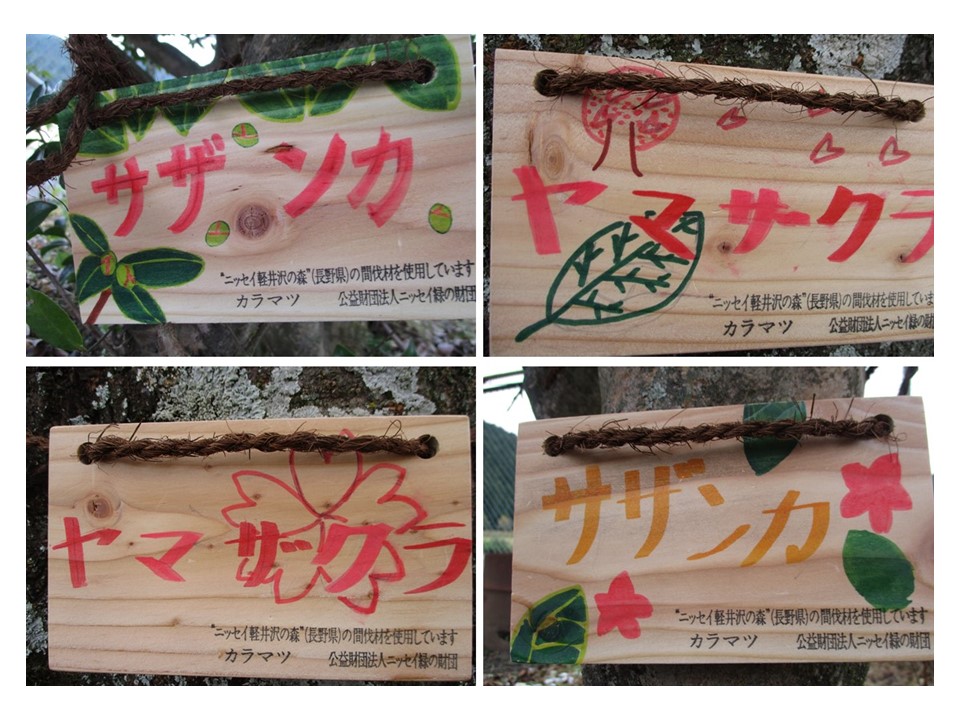 サザンカ
"ニッセイ軽井沢の森"(長野県)の間伐材を使用しています
カラマツ 公益財団法人ニッセイ緑の財団
ヤマサクラ
"ニッセイ軽井沢の森"(長野県)の間伐材を使用していま
カラマツ 公益財団法人ニッセイ緑の財
ヤマザクラ
"ニッセイ軽井沢の森"(長野県)の間伐材を使用しています
カラマツ 公益財団法人ニッセイ緑の財団
サザンカ
"ニッセイ軽井沢の森"(長野県)の間伐材を使用しています
カラマツ 公益財団法人ニッセイ緑の財団